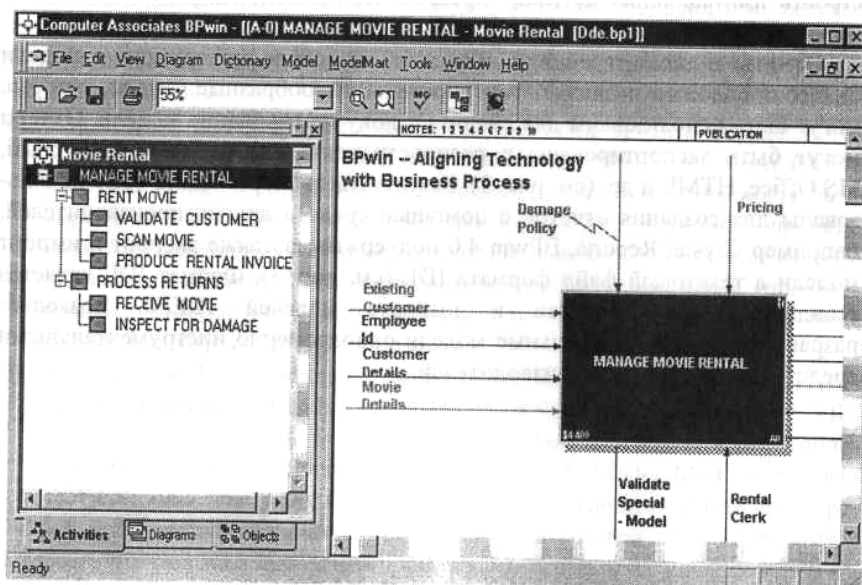 Computer Associates BPwin - [(A-0) MANAGE MOVIE RENTAL - Movie Rental [Dde.bp1]]
File Edit View Diagram Dictionary Model ModelMart Tools Window Help
55%
Movie Rental
MANAGE MOVIE RENTAL
RENT MOVIE
VALIDATE CUSTOMER
SCAN MOVIE
PRODUCE RENTAL INVOICE
PROCESS RETURNS
RECEIVE MOVIE
INSPECT FOR DAMAGE
Activities Diagrams Objects
NOTES: 1 2 3 4 5 6 7 8 9 10
PUBLICATION
BPwin -- Aligning Technology
with Business Process
Damage
Policy
Pricing
Existing
Customer
Employee
Id
Customer
Details
Movie
Details
MANAGE MOVIE RENTAL
Validate
Special
- Model
Rental
Clerk
Ready